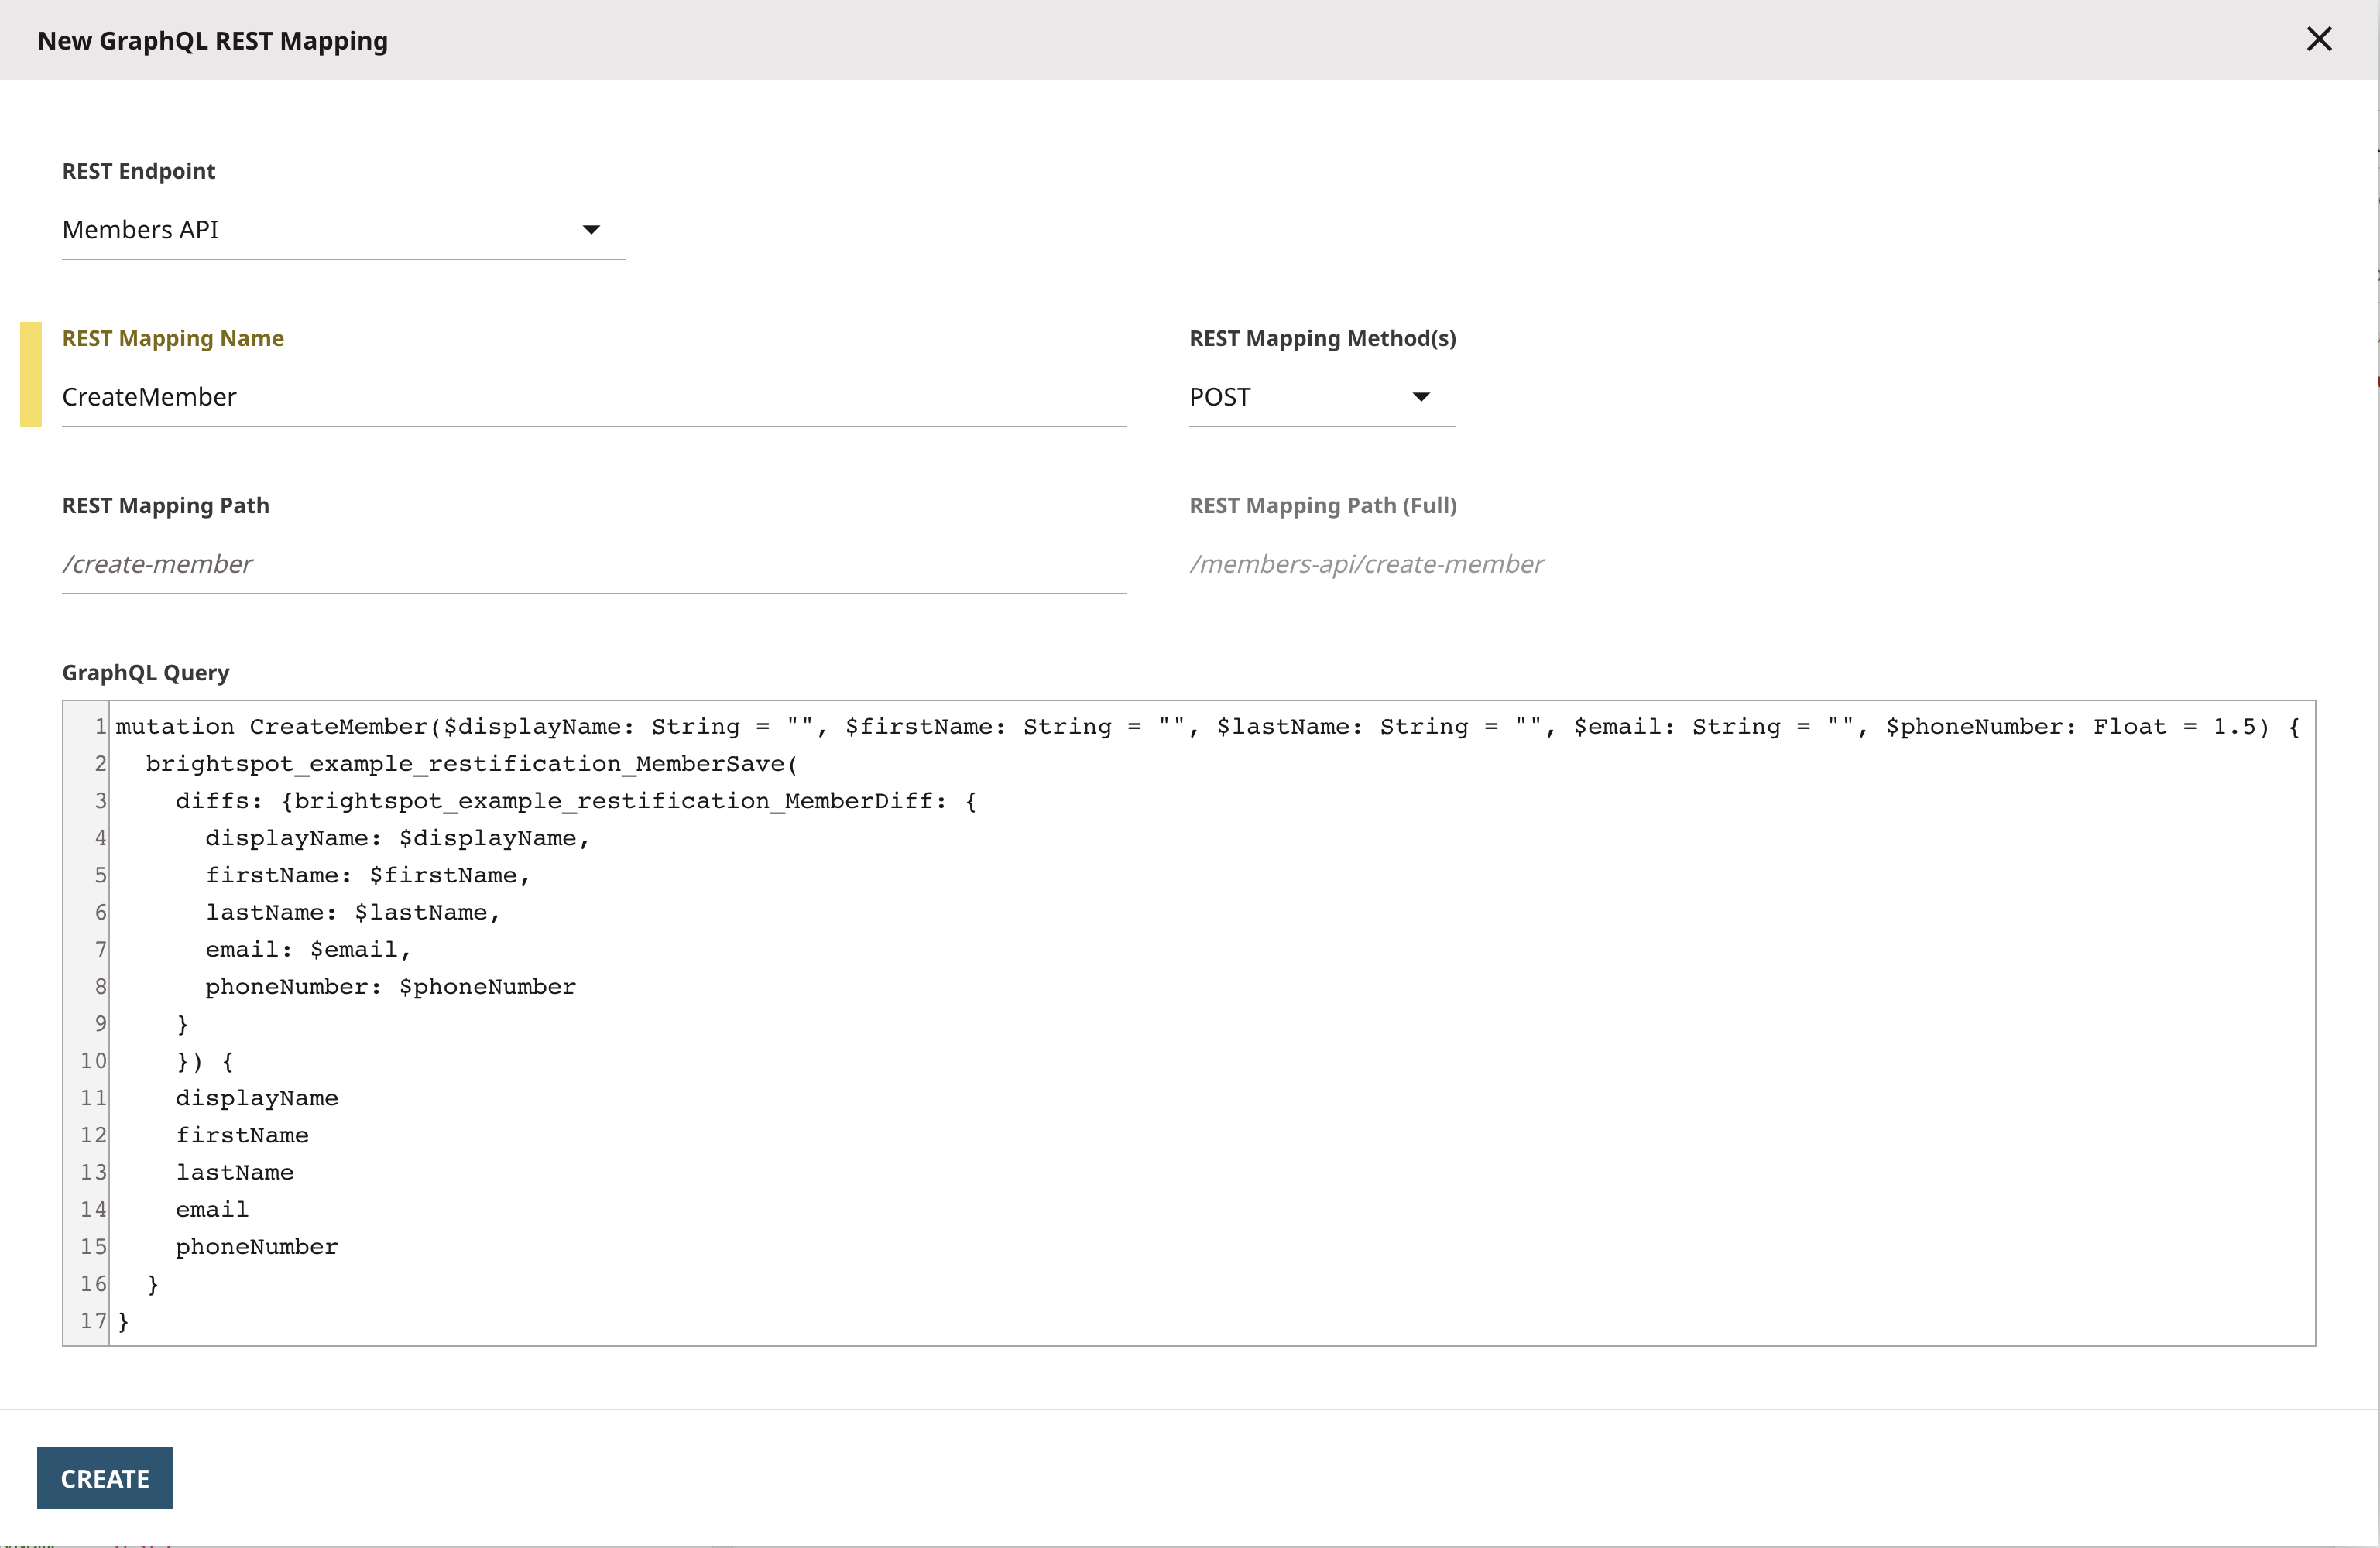 New GraphQL REST Mapping
REST Endpoint
Members API
REST Mapping Name
REST Mapping Method(s)
CreateMember
POST
REST Mapping Path
REST Mapping Path (Full)
/create-member
/members-api/create-member
GraphQL Query
1 mutation CreateMember($displayName: String = "", $firstName: String = "", $lastName: String = "", $email: String = "", $phoneNumber: Float = 1.5) {
2   brightspot_example_restification_MemberSave(
3     diffs: {brightspot_example_restification_MemberDiff: {
4       displayName: $displayName,
5       firstName: $firstName,
6       lastName: $lastName,
7       email: $email,
8       phoneNumber: $phoneNumber
9     }
10     }) {
11     displayName
12     firstName
13     lastName
14     email
15     phoneNumber
16   }
17 }
CREATE